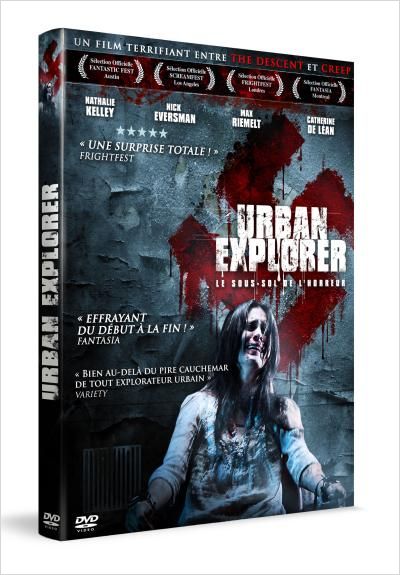 UN FILM TERRIFIANT ENTRE THE DESCENT ET CREEP
Sélection Officielle
FANTASTIC FEST
Austin
Sélection Officielle
SCREAMFEST
Los Angeles
Sélection Officielle
FRIGHTFEST
Londres
Sélection Officielle
FANTASIA
Montreal
NATHALIE
KELLEY
NICK
EVERSMAN
MAX
RIEMELT
CATHERINE
DE LEAN
« UNE SURPRISE TOTALE ! »
FRIGHTFEST
URBAN
EXPLORER
LE SOUS-SOL DE L'HORREUR
« EFFRAYANT
DU DÉBUT À LA FIN ! »
FANTASIA
« BIEN AU-DELÀ DU PIRE CAUCHEMAR
DE TOUT EXPLORATEUR URBAIN »
VARIETY
DVD
VIDEO
URBAN EXPLORER
DVD
VIDEO